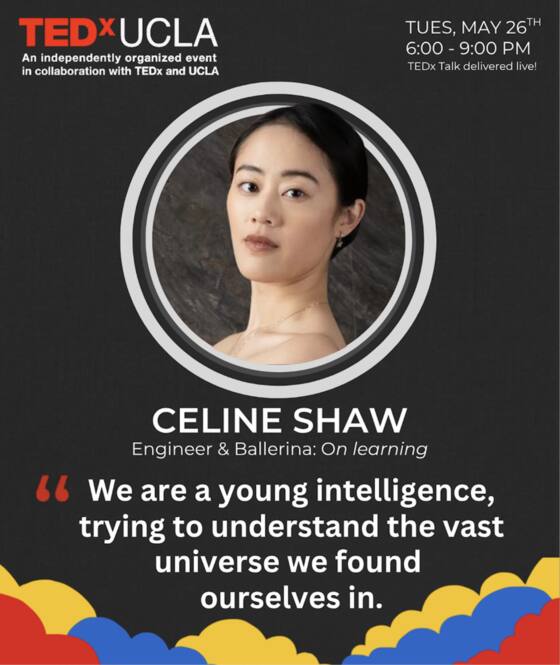 TEDxUCLA
An independently organized event
in collaboration with TEDx and UCLA
TUES, MAY 26TH
6:00 - 9:00 PM
TEDx Talk delivered live!
CELINE SHAW
Engineer & Ballerina: On learning
“ We are a young intelligence,
trying to understand the vast
universe we found
ourselves in.